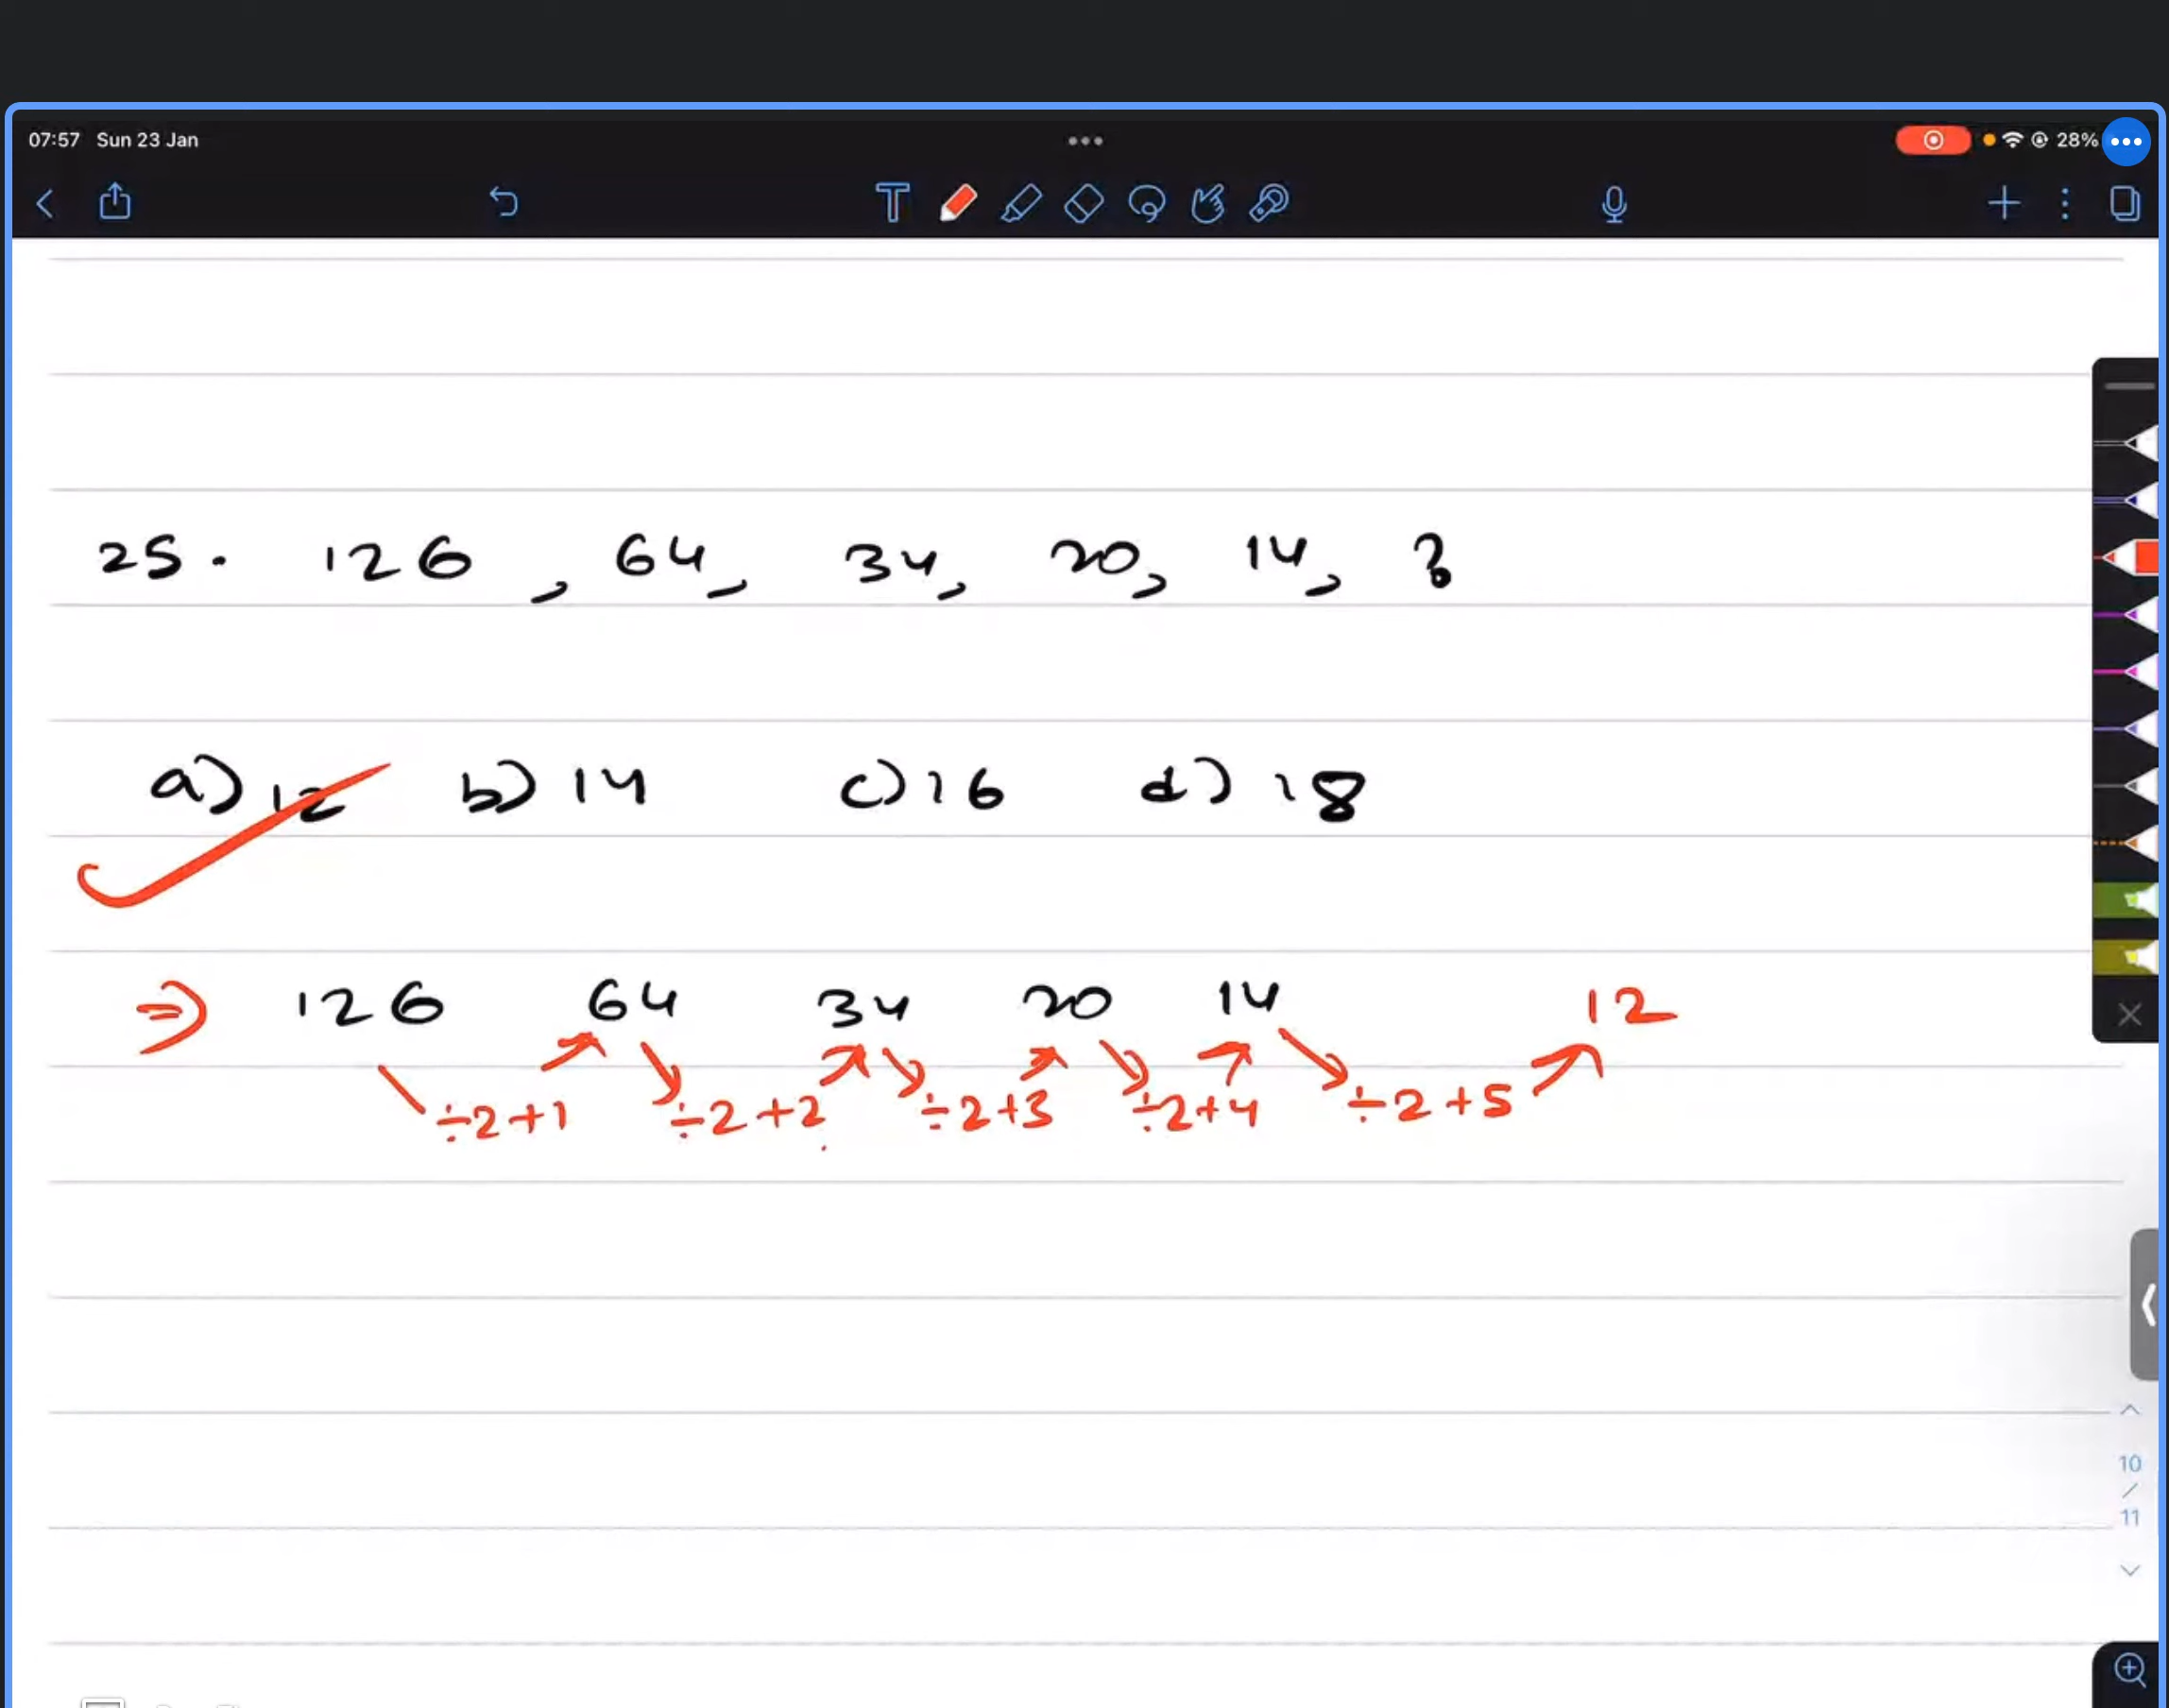 07:57 Sun 23 Jan
28%
T
25. 126, 64, 34, 20, 14, ?
a) 12 b) 14 c) 16 d) 18
⇒ 126 64 34 20 14 12
÷2+1 ÷2+2 ÷2+3 ÷2+4 ÷2+5
10
/
11